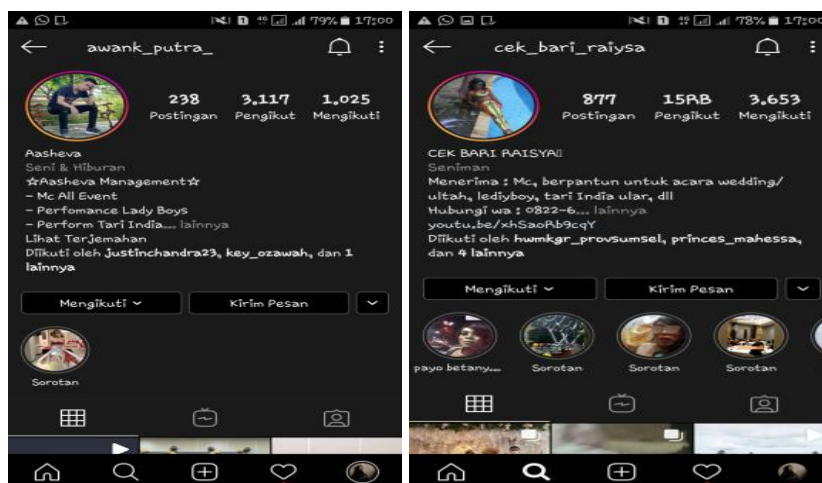 79% 17:00
awank_putra_
238 3.117 1.025
Postingan Pengikut Mengikuti
Aasheva
Seni & Hiburan
☆Aasheva Management☆
- Mc All Event
- Perfomance Lady Boys
- Perform Tari India... lainnya
Lihat Terjemahan
Diikuti oleh justinchandra23, key_ozawah, dan 1
lainnya
Mengikuti Kirim Pesan
Sorotan
78% 17:00
cek_bari_raiysa
877 15RB 3.653
Postingan Pengikut Mengikuti
CEK BARI RAISYA
Seniman
Menerima : Mc, berpantun untuk acara wedding/
ultah, lediyboy, tari India ular, dll
Hubungi wa : 0822-6... lainnya
youtu.be/xhSaoRb9cqY
Diikuti oleh hwmkgr_provsumsel, princes_mahessa,
dan 4 lainnya
Mengikuti Kirim Pesan
payo betany... Sorotan Sorotan Sorotan